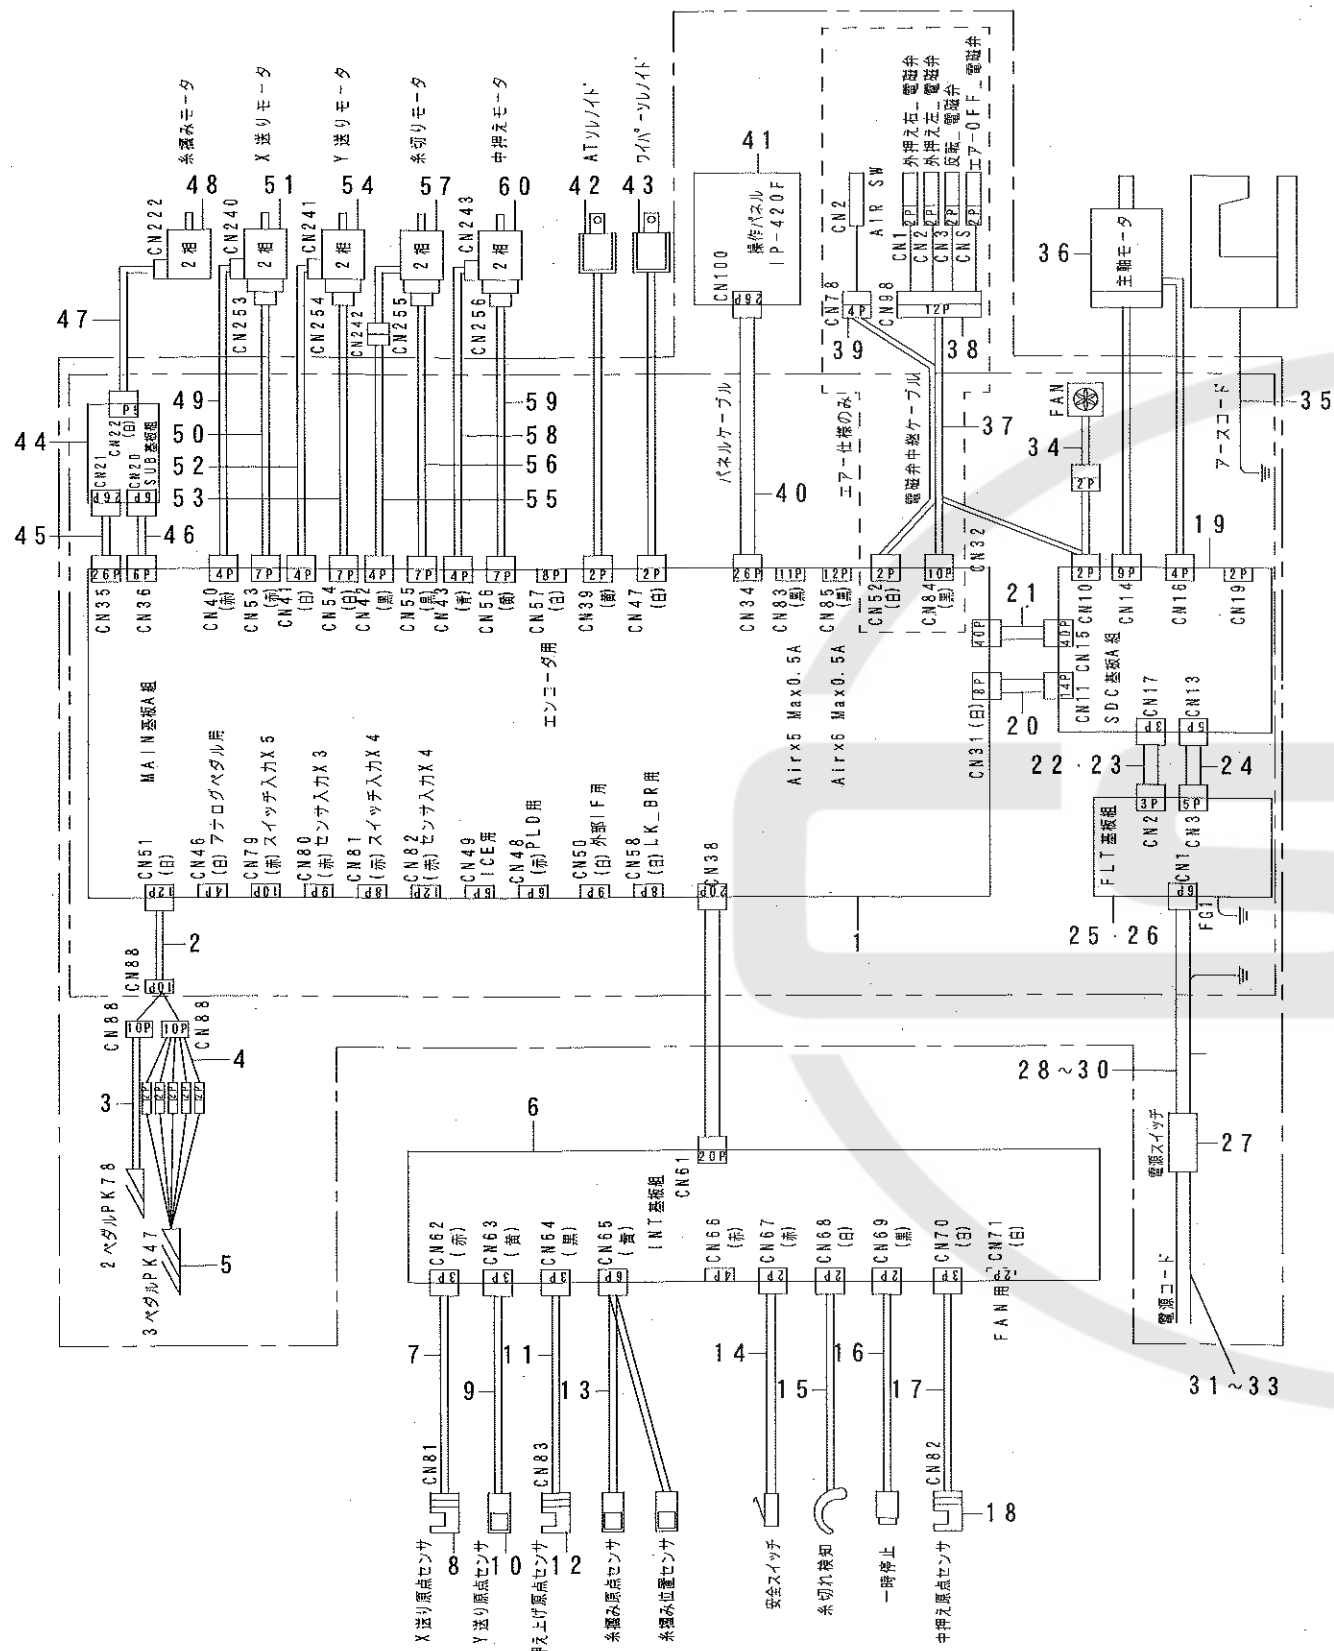 糸掴みモータ
X送りモータ
Y送りモータ
糸切りモータ
中押えモータ
ATソレノイド
ワイパーソレノイド
48
51
54
57
60
42
43
CN222
CN240
CN241
CN243
2相
2相
2相
2相
2相
CN253
CN254
CN242
CN255
CN256
47
49
50
52
53
59
58
56
55
44
45
46
CN21
CN22
(白)
CN20
SUB基板組
26P
6P
CN35
26P
CN36
6P
CN40
(赤)
4P
CN53
(赤)
7P
CN41
(白)
4P
CN54
(白)
7P
CN42
(黒)
4P
CN55
(黒)
7P
CN43
(青)
4P
CN56
(黄)
7P
CN57
(白)
8P
エンコーダ用
CN39
2P
CN47
(白)
2P
CN34
26P
CN83
(黒)
11P
CN85
(黒)
12P
CN52
(白)
2P
CN84
(黒)
10P
CN32
41
操作パネル
IP-420F
CN100
26P
パネルケーブル
40
CN2
AIR SW
CN78
4P
39
CN98
12P
38
CN1
CN2
CN3
CNS
2P
2P
2P
2P
外押え右_電磁弁
外押え左_電磁弁
反転_電磁弁
エアーOFF_電磁弁
エアー仕様のみ
電磁弁中継ケーブル
37
Airx5 Max0.5A
Airx6 Max0.5A
36
主軸モータ
FAN
34
2P
アースコード
35
19
CN10
2P
CN14
9P
CN16
4P
CN19
2P
21
40P
40P
CN15
CN11
SDC基板A組
20
8P
14P
CN31(白)
CN17
3P
CN13
5P
22・23
24
3P
5P
CN2
CN3
FLT基板組
CN1
6P
FG1
25・26
28~30
27
電源スイッチ
電源コード
31~33
MAIN基板A組
CN51
(白)
12P
CN46
(白)アナログペダル用
4P
CN79
(赤)スイッチ入力X5
10P
CN80
(赤)センサ入力X3
9P
CN81
(赤)スイッチ入力X4
8P
CN82
(赤)センサ入力X4
12P
CN49
ICE用
CN48
(赤)PLD用
6P
CN50
(白)外部IF用
9P
CN58
(白)LK_BR用
8P
CN38
20P
1
2
CN88
10P
CN88
10P
10P
CN88
3
4
2P
2P
2P
2P
2P
2ペダルPK78
3ペダルPK47
5
6
20P
CN61
INT基板組
CN62
(赤)
3P
CN63
(黄)
3P
CN64
(黒)
3P
CN65
6P
CN66
(赤)
4P
CN67
(赤)
2P
CN68
(白)
2P
CN69
(黒)
2P
CN70
(白)
3P
CN71
(白)
2P
FAN用
7
9
11
13
14
15
16
17
CN81
CN83
CN82
8
10
12
18
X送り原点センサ
Y送り原点センサ
押え上げ原点センサ
糸掴み原点センサ
糸掴み位置センサ
安全スイッチ
糸切れ検知
一時停止
中押え原点センサ